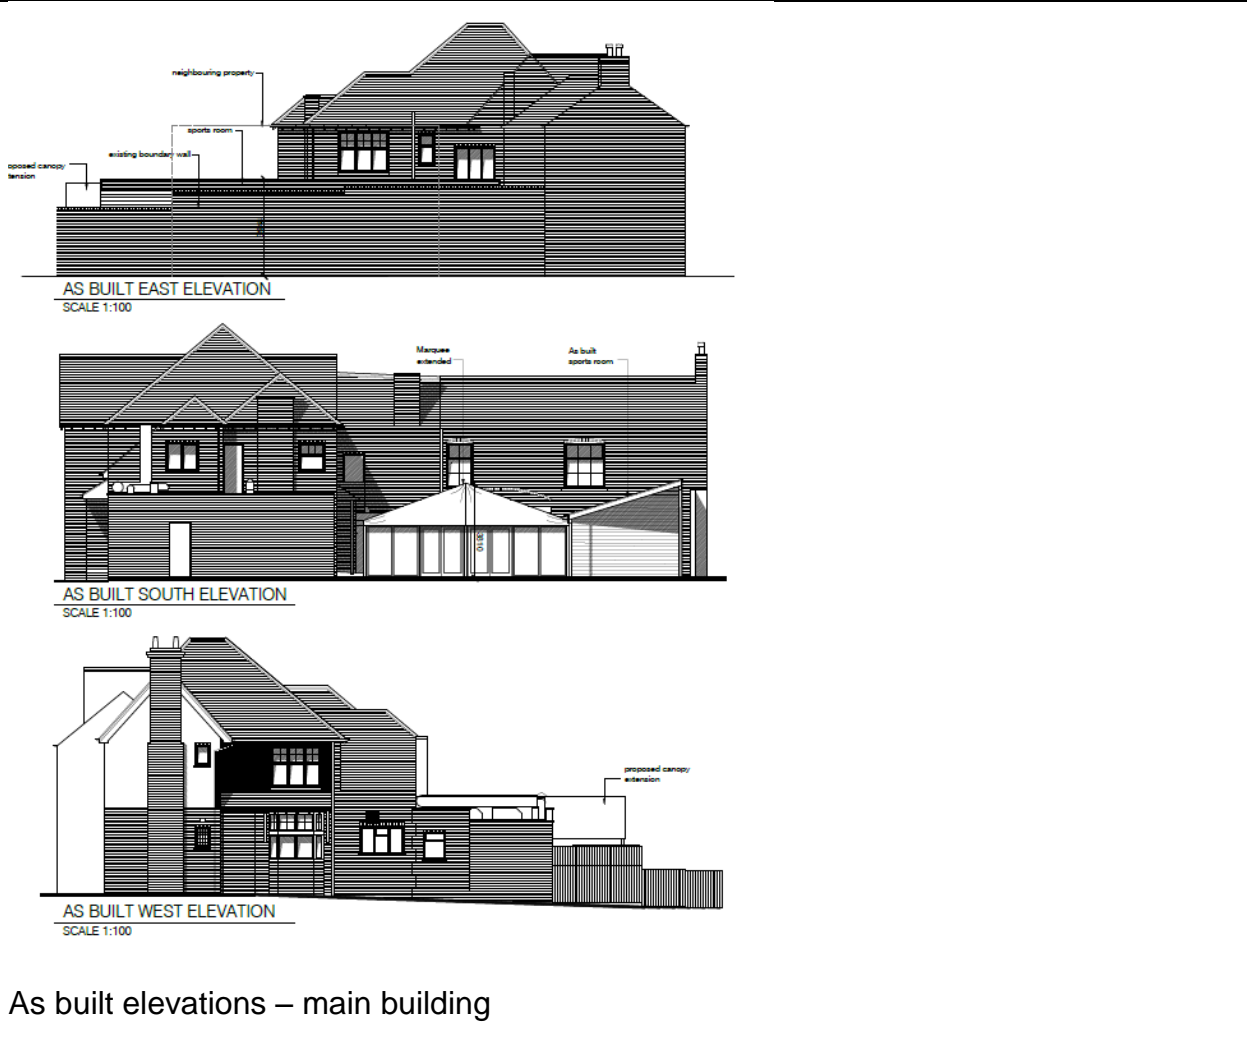 neighbouring property
sports room
existing boundary wall
oposed canopy
tension
AS BUILT EAST ELEVATION
SCALE 1:100
Marquee
extended
As built
sports room
3810
AS BUILT SOUTH ELEVATION
SCALE 1:100
proposed canopy
extension
AS BUILT WEST ELEVATION
SCALE 1:100
As built elevations – main building